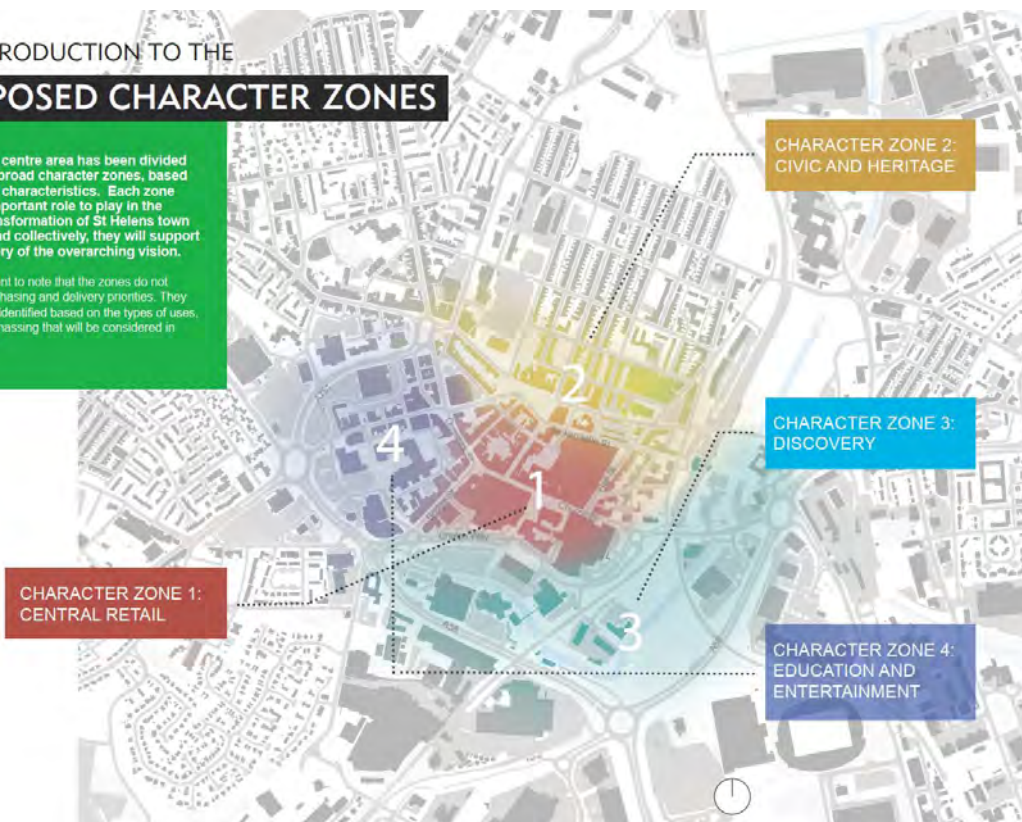 RODUCTION TO THE
POSED CHARACTER ZONES
centre area has been divided
broad character zones, based
characteristics. Each zone
portant role to play in the
nsformation of St Helens town
nd collectively, they will support
ery of the overarching vision.
nt to note that the zones do not
hasing and delivery priorities. They
identified based on the types of uses,
massing that will be considered in
CHARACTER ZONE 2:
CIVIC AND HERITAGE
2
CHARACTER ZONE 3:
DISCOVERY
4
1
CHARACTER ZONE 1:
CENTRAL RETAIL
3
CHARACTER ZONE 4:
EDUCATION AND
ENTERTAINMENT